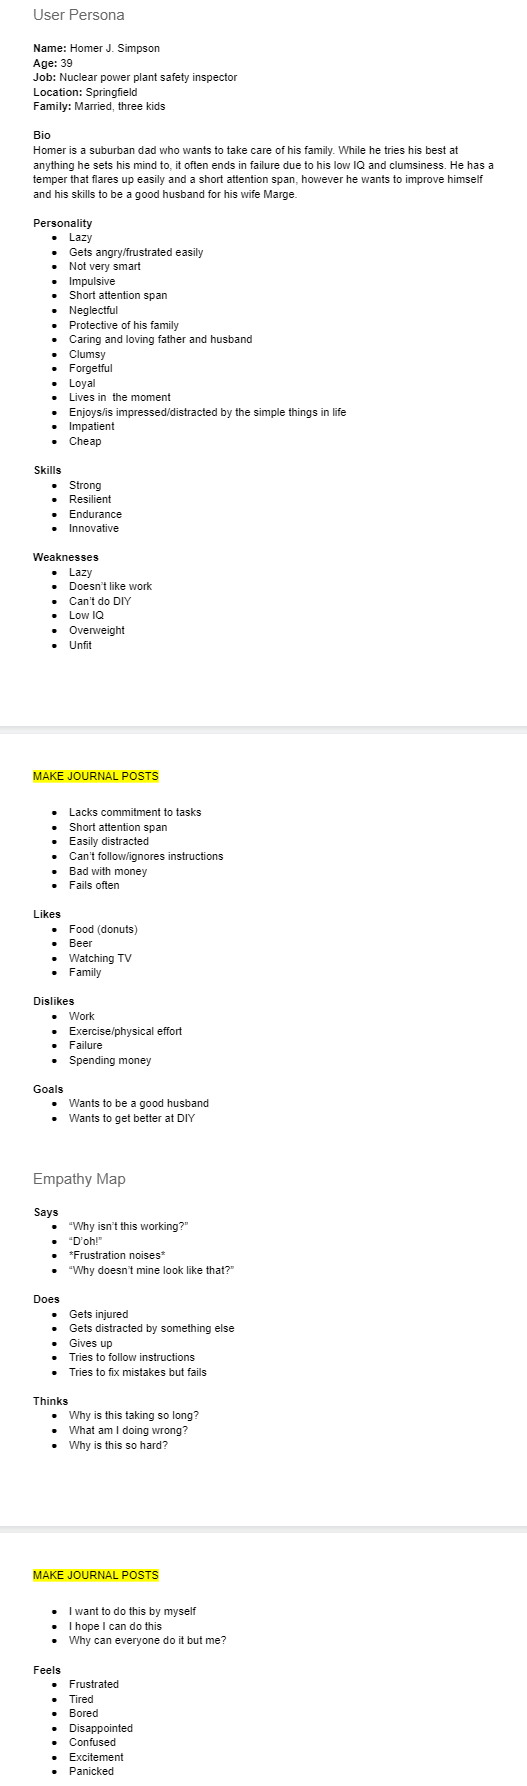 User Persona
Name: Homer J. Simpson
Age: 39
Job: Nuclear power plant safety inspector
Location: Springfield
Family: Married, three kids
Bio
Homer is a suburban dad who wants to take care of his family. While he tries his best at
anything he sets his mind to, it often ends in failure due to his low IQ and clumsiness. He has a
temper that flares up easily and a short attention span, however he wants to improve himself
and his skills to be a good husband for his wife Marge.
Personality
• Lazy
• Gets angry/frustrated easily
• Not very smart
• Impulsive
• Short attention span
• Neglectful
• Protective of his family
• Caring and loving father and husband
• Clumsy
• Forgetful
• Loyal
• Lives in the moment
• Enjoys/is impressed/distracted by the simple things in life
• Impatient
• Cheap
Skills
• Strong
• Resilient
• Endurance
• Innovative
Weaknesses
• Lazy
• Doesn't like work
• Can't do DIY
• Low IQ
• Overweight
• Unfit
MAKE JOURNAL POSTS
• Lacks commitment to tasks
• Short attention span
• Easily distracted
• Can't follow/ignores instructions
• Bad with money
• Fails often
Likes
• Food (donuts)
• Beer
• Watching TV
• Family
Dislikes
• Work
• Exercise/physical effort
• Failure
• Spending money
Goals
• Wants to be a good husband
• Wants to get better at DIY
Empathy Map
Says
• “Why isn't this working?”
• “D'oh!”
• *Frustration noises*
• “Why doesn't mine look like that?”
Does
• Gets injured
• Gets distracted by something else
• Gives up
• Tries to follow instructions
• Tries to fix mistakes but fails
Thinks
• Why is this taking so long?
• What am I doing wrong?
• Why is this so hard?
MAKE JOURNAL POSTS
• I want to do this by myself
• I hope I can do this
• Why can everyone do it but me?
Feels
• Frustrated
• Tired
• Bored
• Disappointed
• Confused
• Excitement
• Panicked